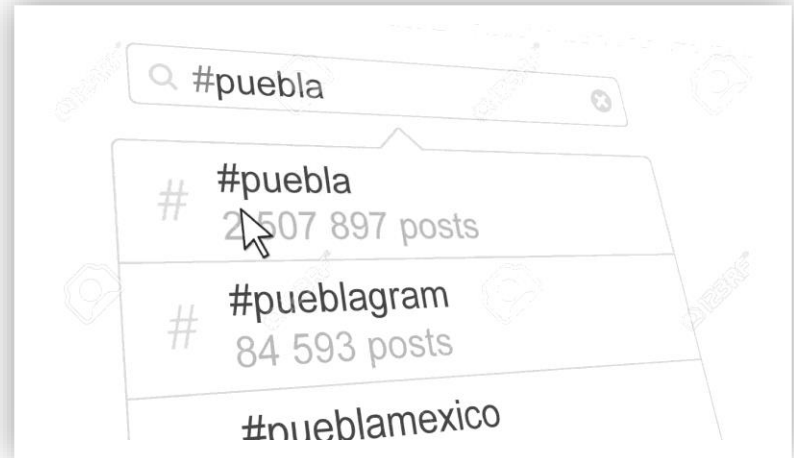 #puebla
#puebla
2 507 897 posts
#pueblagram
84 593 posts
#pueblamexico